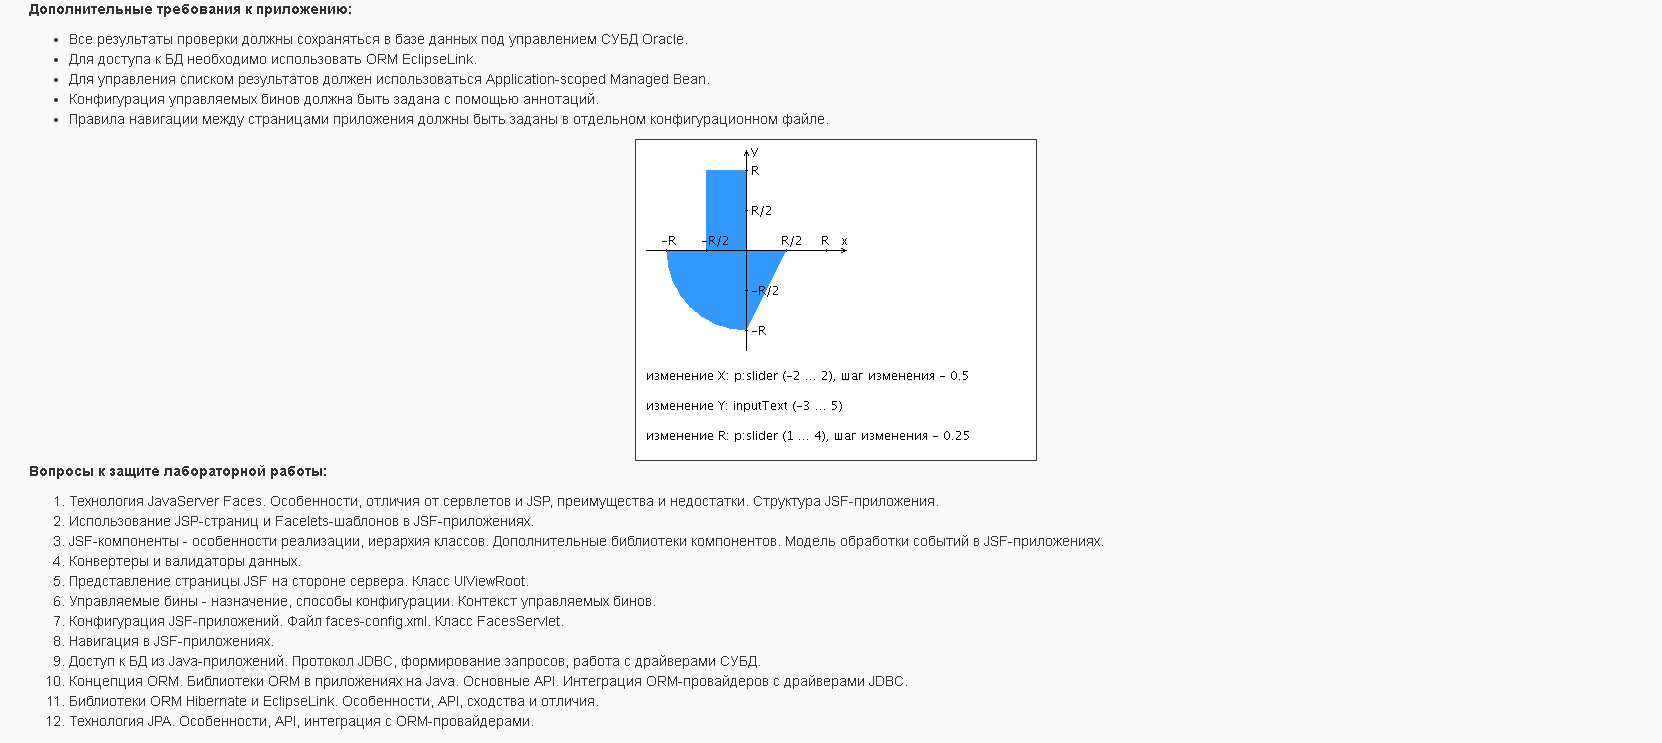 Дополнительные требования к приложению:
• Все результаты проверки должны сохраняться в базе данных под управлением СУБД Oracle.
• Для доступа к БД необходимо использовать ORM EclipseLink.
• Для управления списком результатов должен использоваться Application-scoped Managed Bean.
• Конфигурация управляемых бинов должна быть задана с помощью аннотаций.
• Правила навигации между страницами приложения должны быть заданы в отдельном конфигурационном файле.
y
R
R/2
-R -R/2 R/2 R x
-R/2
-R
изменение X: p:slider (-2 ... 2), шаг изменения - 0.5
изменение Y: inputText (-3 ... 5)
изменение R: p:slider (1 ... 4), шаг изменения - 0.25
Вопросы к защите лабораторной работы:
1. Технология JavaServer Faces. Особенности, отличия от сервлетов и JSP, преимущества и недостатки. Структура JSF-приложения.
2. Использование JSP-страниц и Facelets-шаблонов в JSF-приложениях.
3. JSF-компоненты - особенности реализации, иерархия классов. Дополнительные библиотеки компонентов. Модель обработки событий в JSF-приложениях.
4. Конвертеры и валидаторы данных.
5. Представление страницы JSF на стороне сервера. Класс UIViewRoot.
6. Управляемые бины - назначение, способы конфигурации. Контекст управляемых бинов.
7. Конфигурация JSF-приложений. Файл faces-config.xml. Класс FacesServlet.
8. Навигация в JSF-приложениях.
9. Доступ к БД из Java-приложений. Протокол JDBC, формирование запросов, работа с драйверами СУБД.
10. Концепция ORM. Библиотеки ORM в приложениях на Java. Основные API. Интеграция ORM-провайдеров с драйверами JDBC.
11. Библиотеки ORM Hibernate и EclipseLink. Особенности, API, сходства и отличия.
12. Технология JPA. Особенности, API, интеграция с ORM-провайдерами.